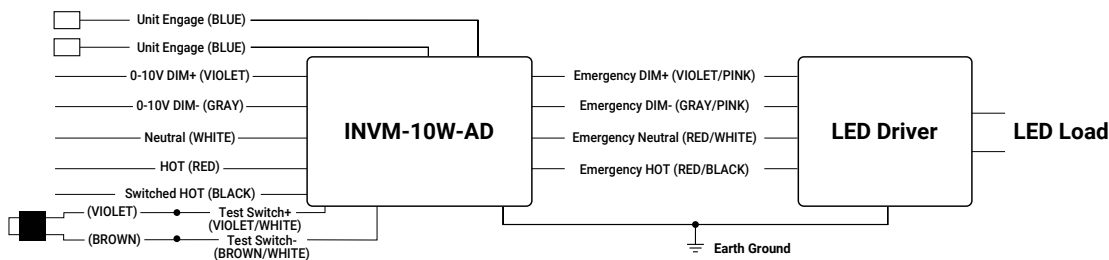 Unit Engage (BLUE)
Unit Engage (BLUE)
0-10V DIM+ (VIOLET)
0-10V DIM- (GRAY)
Neutral (WHITE)
HOT (RED)
Switched HOT (BLACK)
(VIOLET)
Test Switch+
(VIOLET/WHITE)
(BROWN)
Test Switch-
(BROWN/WHITE)
INVM-10W-AD
Emergency DIM+ (VIOLET/PINK)
Emergency DIM- (GRAY/PINK)
Emergency Neutral (RED/WHITE)
Emergency HOT (RED/BLACK)
LED Driver
LED Load
Earth Ground